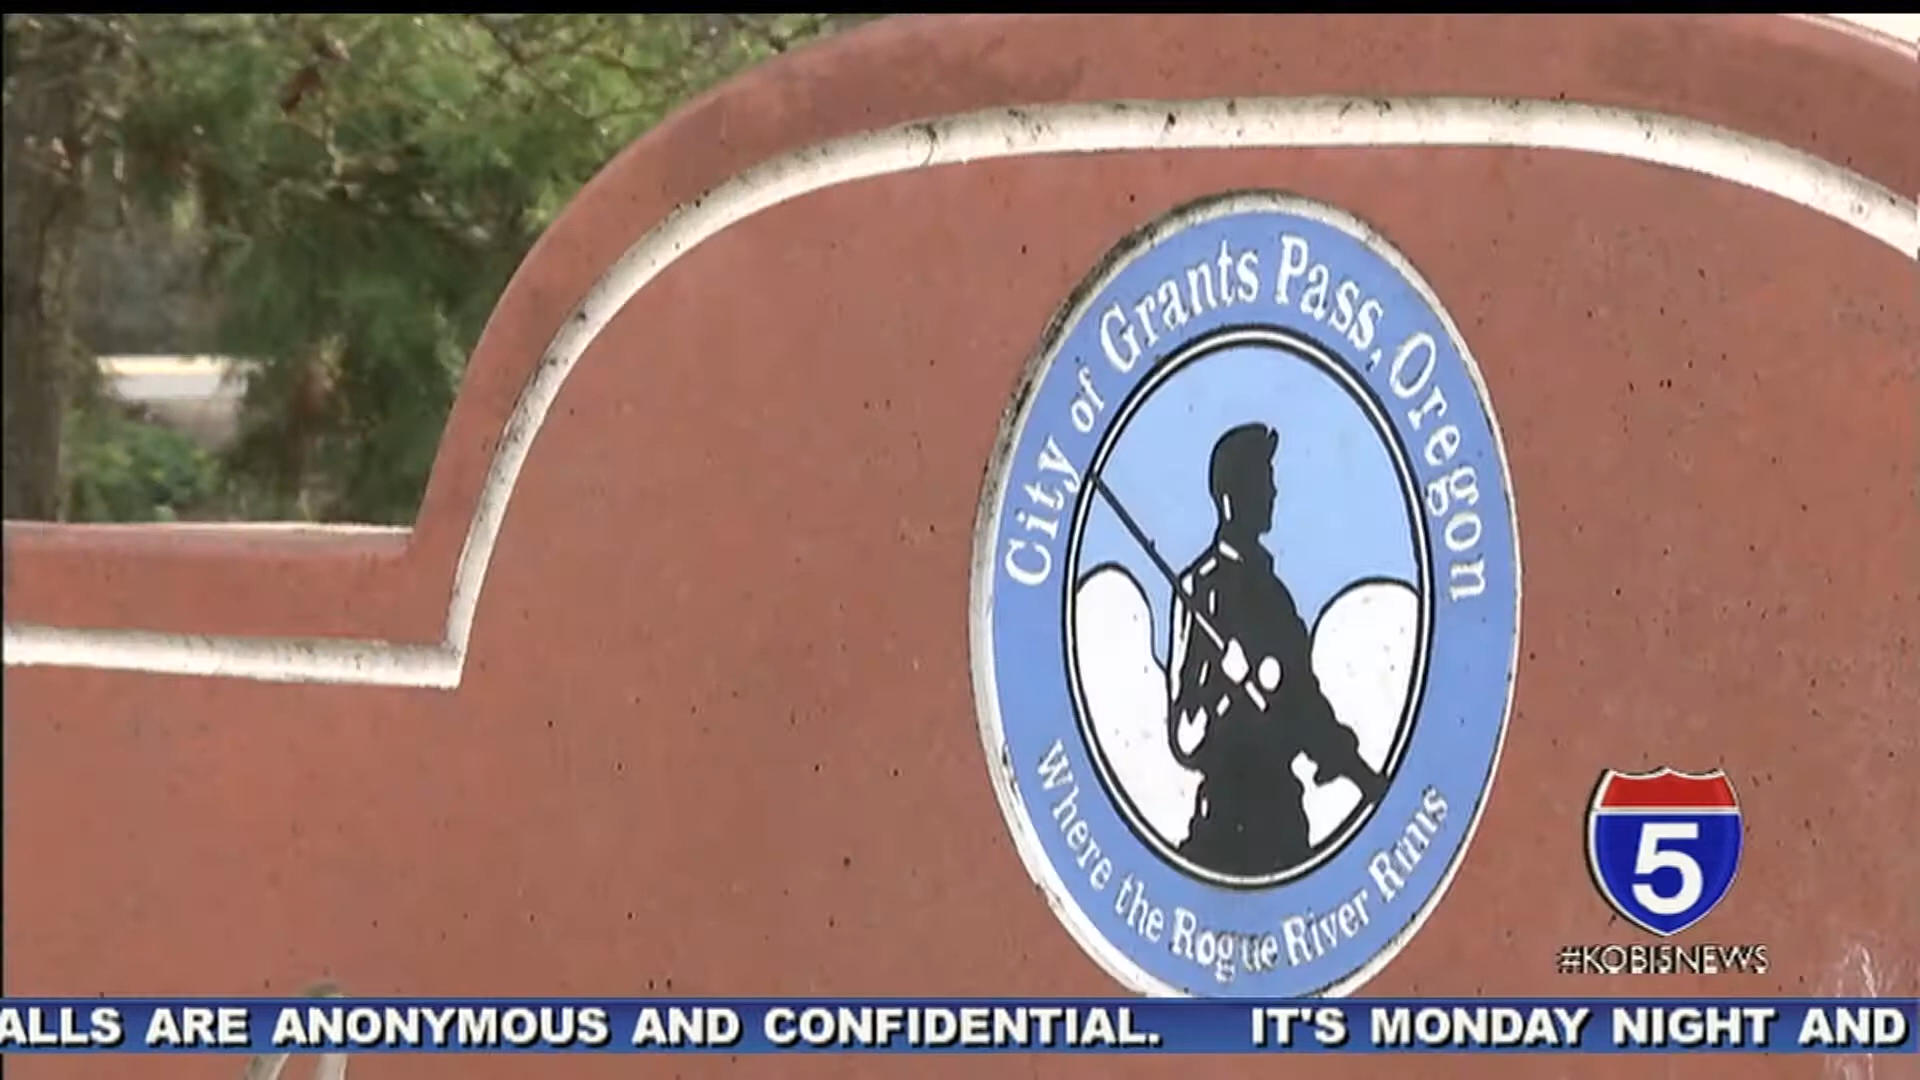 City of Grants Pass, Oregon
Where the Rogue River Runs
5
#KOBI5NEWS
ALLS ARE ANONYMOUS AND CONFIDENTIAL. IT'S MONDAY NIGHT AND